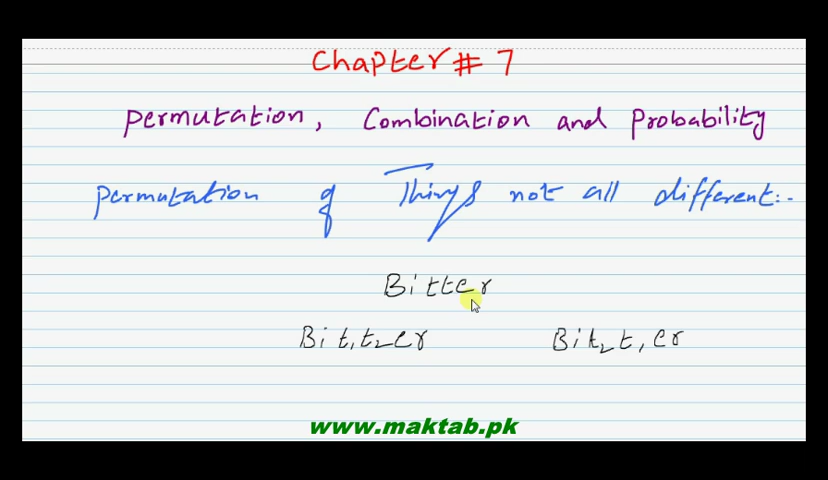 Chapter # 7
Permutation, Combination and Probability
Permutation of Things not all different:-
Bitter
Bit₁t₂er Bit₂t₁er
www.maktab.pk